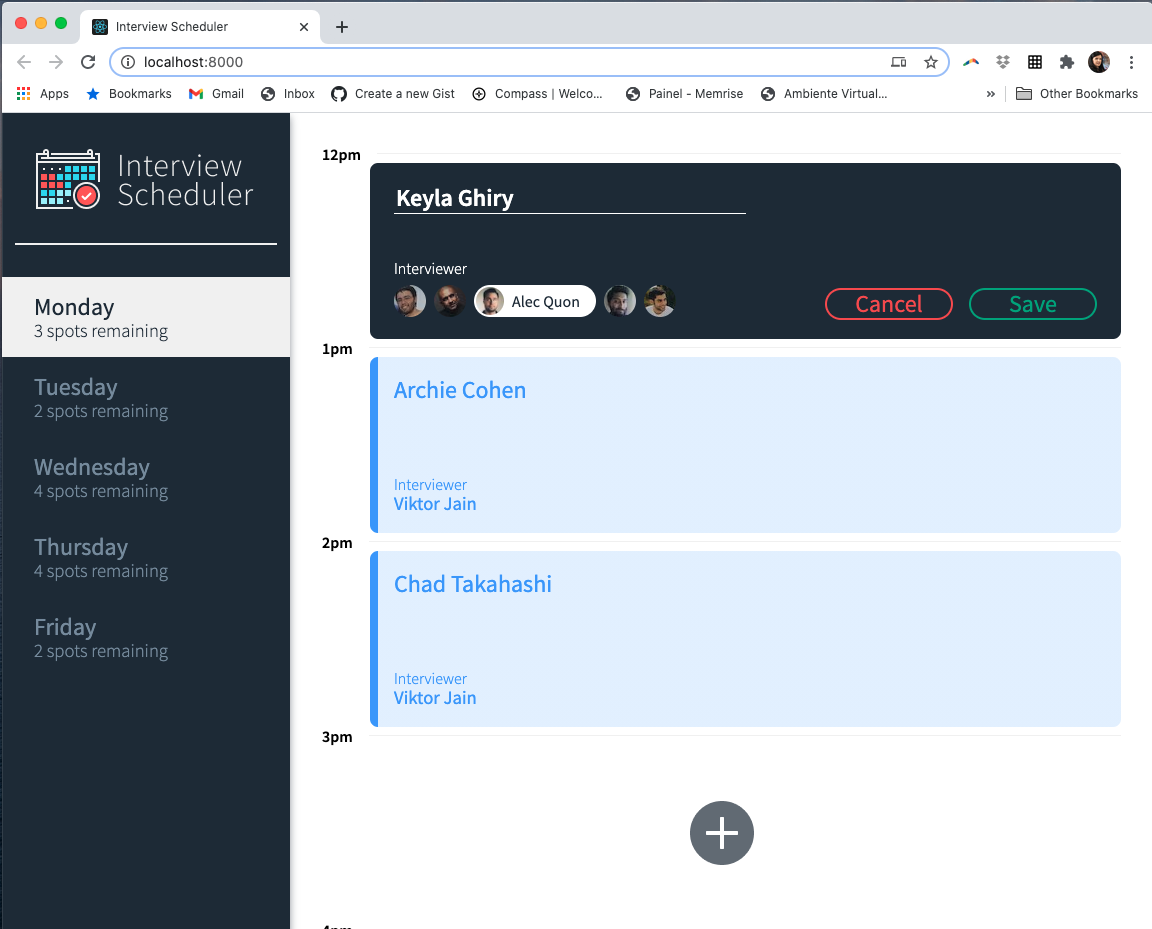 Interview Scheduler
localhost:8000
Apps Bookmarks Gmail Inbox Create a new Gist Compass | Welco... Painel - Memrise Ambiente Virtual... » Other Bookmarks
Interview
Scheduler
Monday
3 spots remaining
Tuesday
2 spots remaining
Wednesday
4 spots remaining
Thursday
4 spots remaining
Friday
2 spots remaining
12pm
Keyla Ghiry
Interviewer
Alec Quon
Cancel Save
1pm
Archie Cohen
Interviewer
Viktor Jain
2pm
Chad Takahashi
Interviewer
Viktor Jain
3pm
4pm